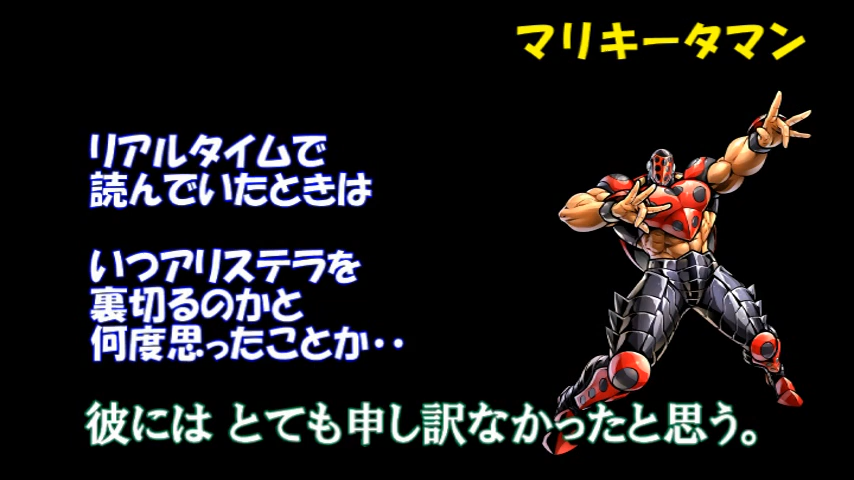 マリキータマン
リアルタイムで
読んでいたときは
いつアリステラを
裏切るのかと
何度思ったことか・・
彼には とても申し訳なかったと思う。